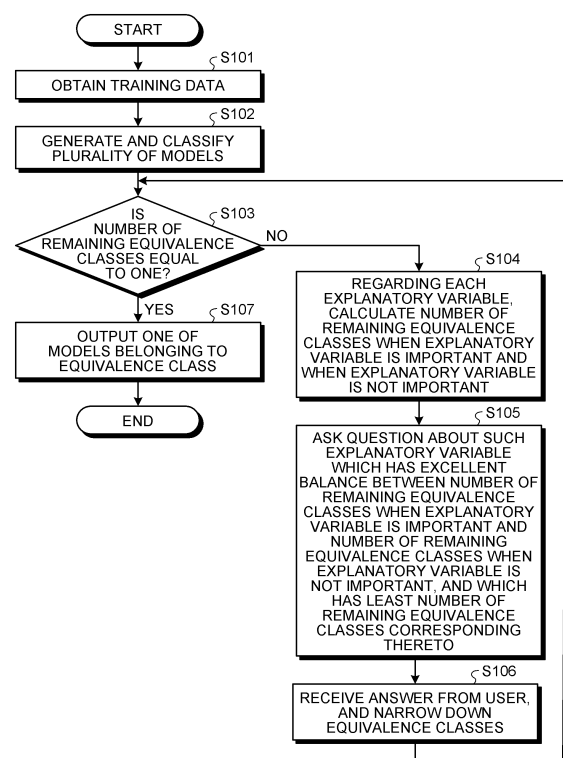 START
S101
OBTAIN TRAINING DATA
S102
GENERATE AND CLASSIFY
PLURALITY OF MODELS
S103
IS
NUMBER OF
REMAINING EQUIVALENCE
CLASSES EQUAL
TO ONE?
NO
YES
S107
OUTPUT ONE OF
MODELS BELONGING TO
EQUIVALENCE CLASS
END
S104
REGARDING EACH
EXPLANATORY VARIABLE,
CALCULATE NUMBER OF
REMAINING EQUIVALENCE
CLASSES WHEN EXPLANATORY
VARIABLE IS IMPORTANT AND
WHEN EXPLANATORY VARIABLE
IS NOT IMPORTANT
S105
ASK QUESTION ABOUT SUCH
EXPLANATORY VARIABLE
WHICH HAS EXCELLENT
BALANCE BETWEEN NUMBER OF
REMAINING EQUIVALENCE
CLASSES WHEN EXPLANATORY
VARIABLE IS IMPORTANT AND
NUMBER OF REMAINING
EQUIVALENCE CLASSES WHEN
EXPLANATORY VARIABLE IS
NOT IMPORTANT, AND WHICH
HAS LEAST NUMBER OF
REMAINING EQUIVALENCE
CLASSES CORRESPONDING
THERETO
S106
RECEIVE ANSWER FROM USER,
AND NARROW DOWN
EQUIVALENCE CLASSES